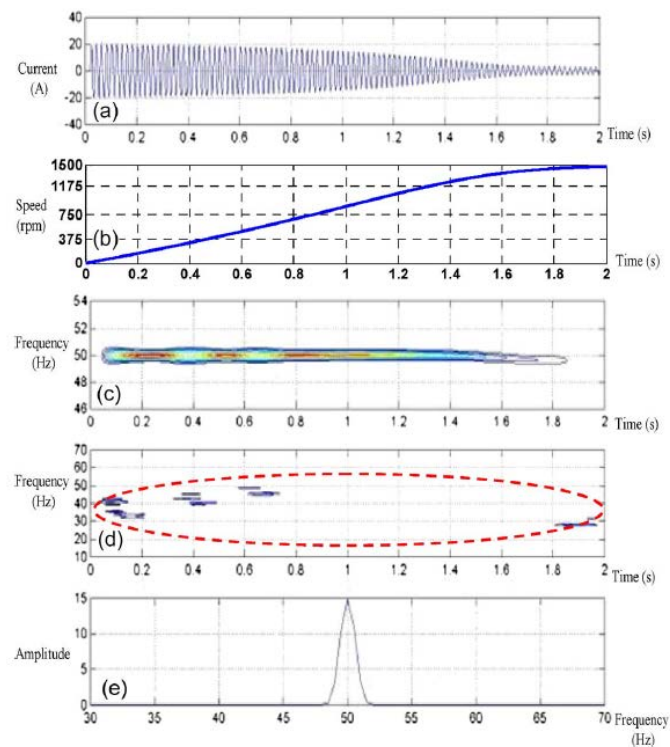 40
20
Current 0
(A) -20
(a)
-40
0 0.2 0.4 0.6 0.8 1 1.2 1.4 1.6 1.8 2 Time (s)
1500
1175
Speed 750
(rpm)
375
(b)
0
0 0.2 0.4 0.6 0.8 1 1.2 1.4 1.6 1.8 2
Time (s)
54
52
Frequency
(Hz)
50
48
(c)
46
0 0.2 0.4 0.6 0.8 1 1.2 1.4 1.6 1.8 2 Time (s)
70
60
Frequency 50
(Hz) 40
30
20
(d)
10
0 0.2 0.4 0.6 0.8 1 1.2 1.4 1.6 1.8 2 Time (s)
15
10
Amplitude
5
(e)
0
30 35 40 45 50 55 60 65 70
Frequency
(Hz)